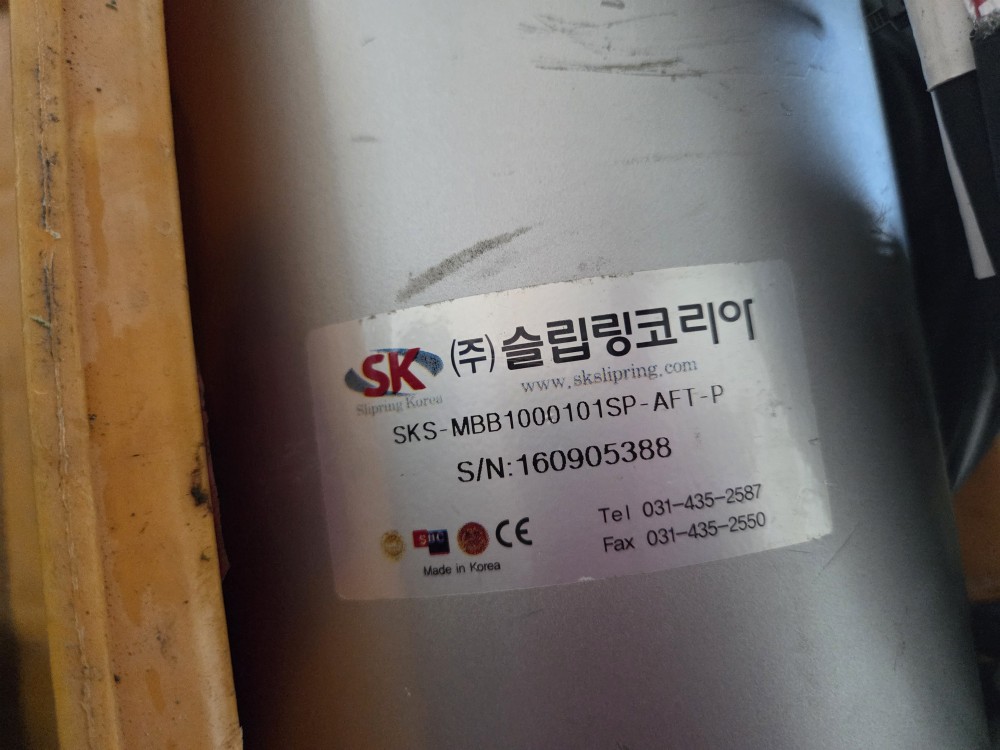 SK
Slipring Korea
(주)슬립링코리아
www.skslipring.com
SKS-MBB1000101SP-AFT-P
S/N:160905388
Tel 031-435-2587
Fax 031-435-2550
CE
Made in Korea